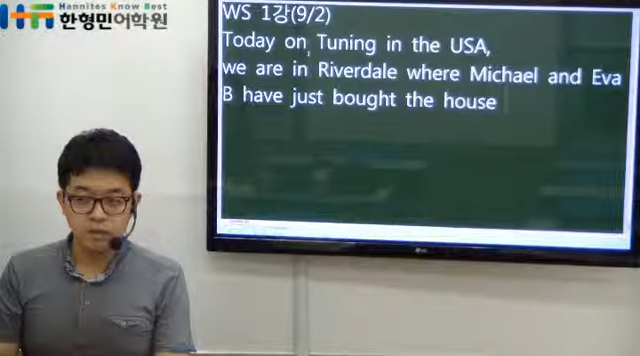 Hannites Know Best
한형민어학원
WS 1강(9/2)
Today on Tuning in the USA,
we are in Riverdale where Michael and Eva
B have just bought the house
LG